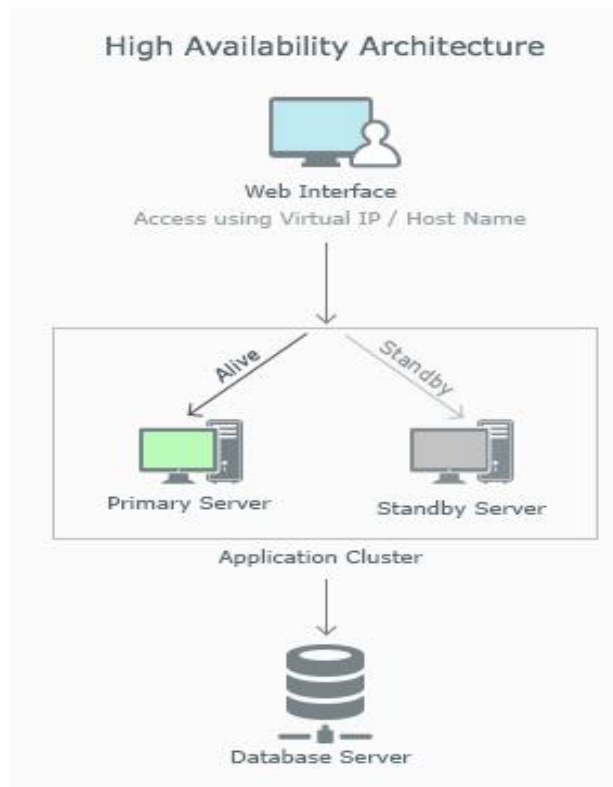 High Availability Architecture
Web Interface
Access using Virtual IP / Host Name
Alive
Standby
Primary Server
Standby Server
Application Cluster
Database Server